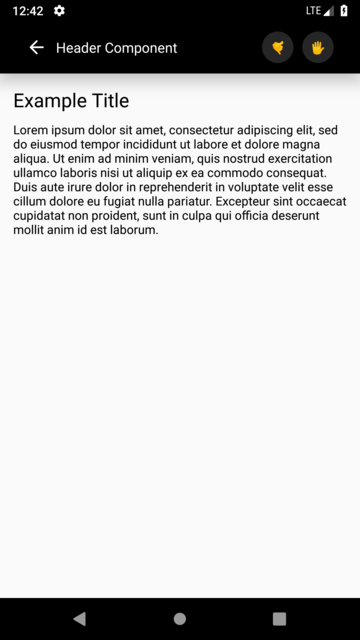 12:42
LTE
Header Component
Example Title
Lorem ipsum dolor sit amet, consectetur adipiscing elit, sed
do eiusmod tempor incididunt ut labore et dolore magna
aliqua. Ut enim ad minim veniam, quis nostrud exercitation
ullamco laboris nisi ut aliquip ex ea commodo consequat.
Duis aute irure dolor in reprehenderit in voluptate velit esse
cillum dolore eu fugiat nulla pariatur. Excepteur sint occaecat
cupidatat non proident, sunt in culpa qui officia deserunt
mollit anim id est laborum.